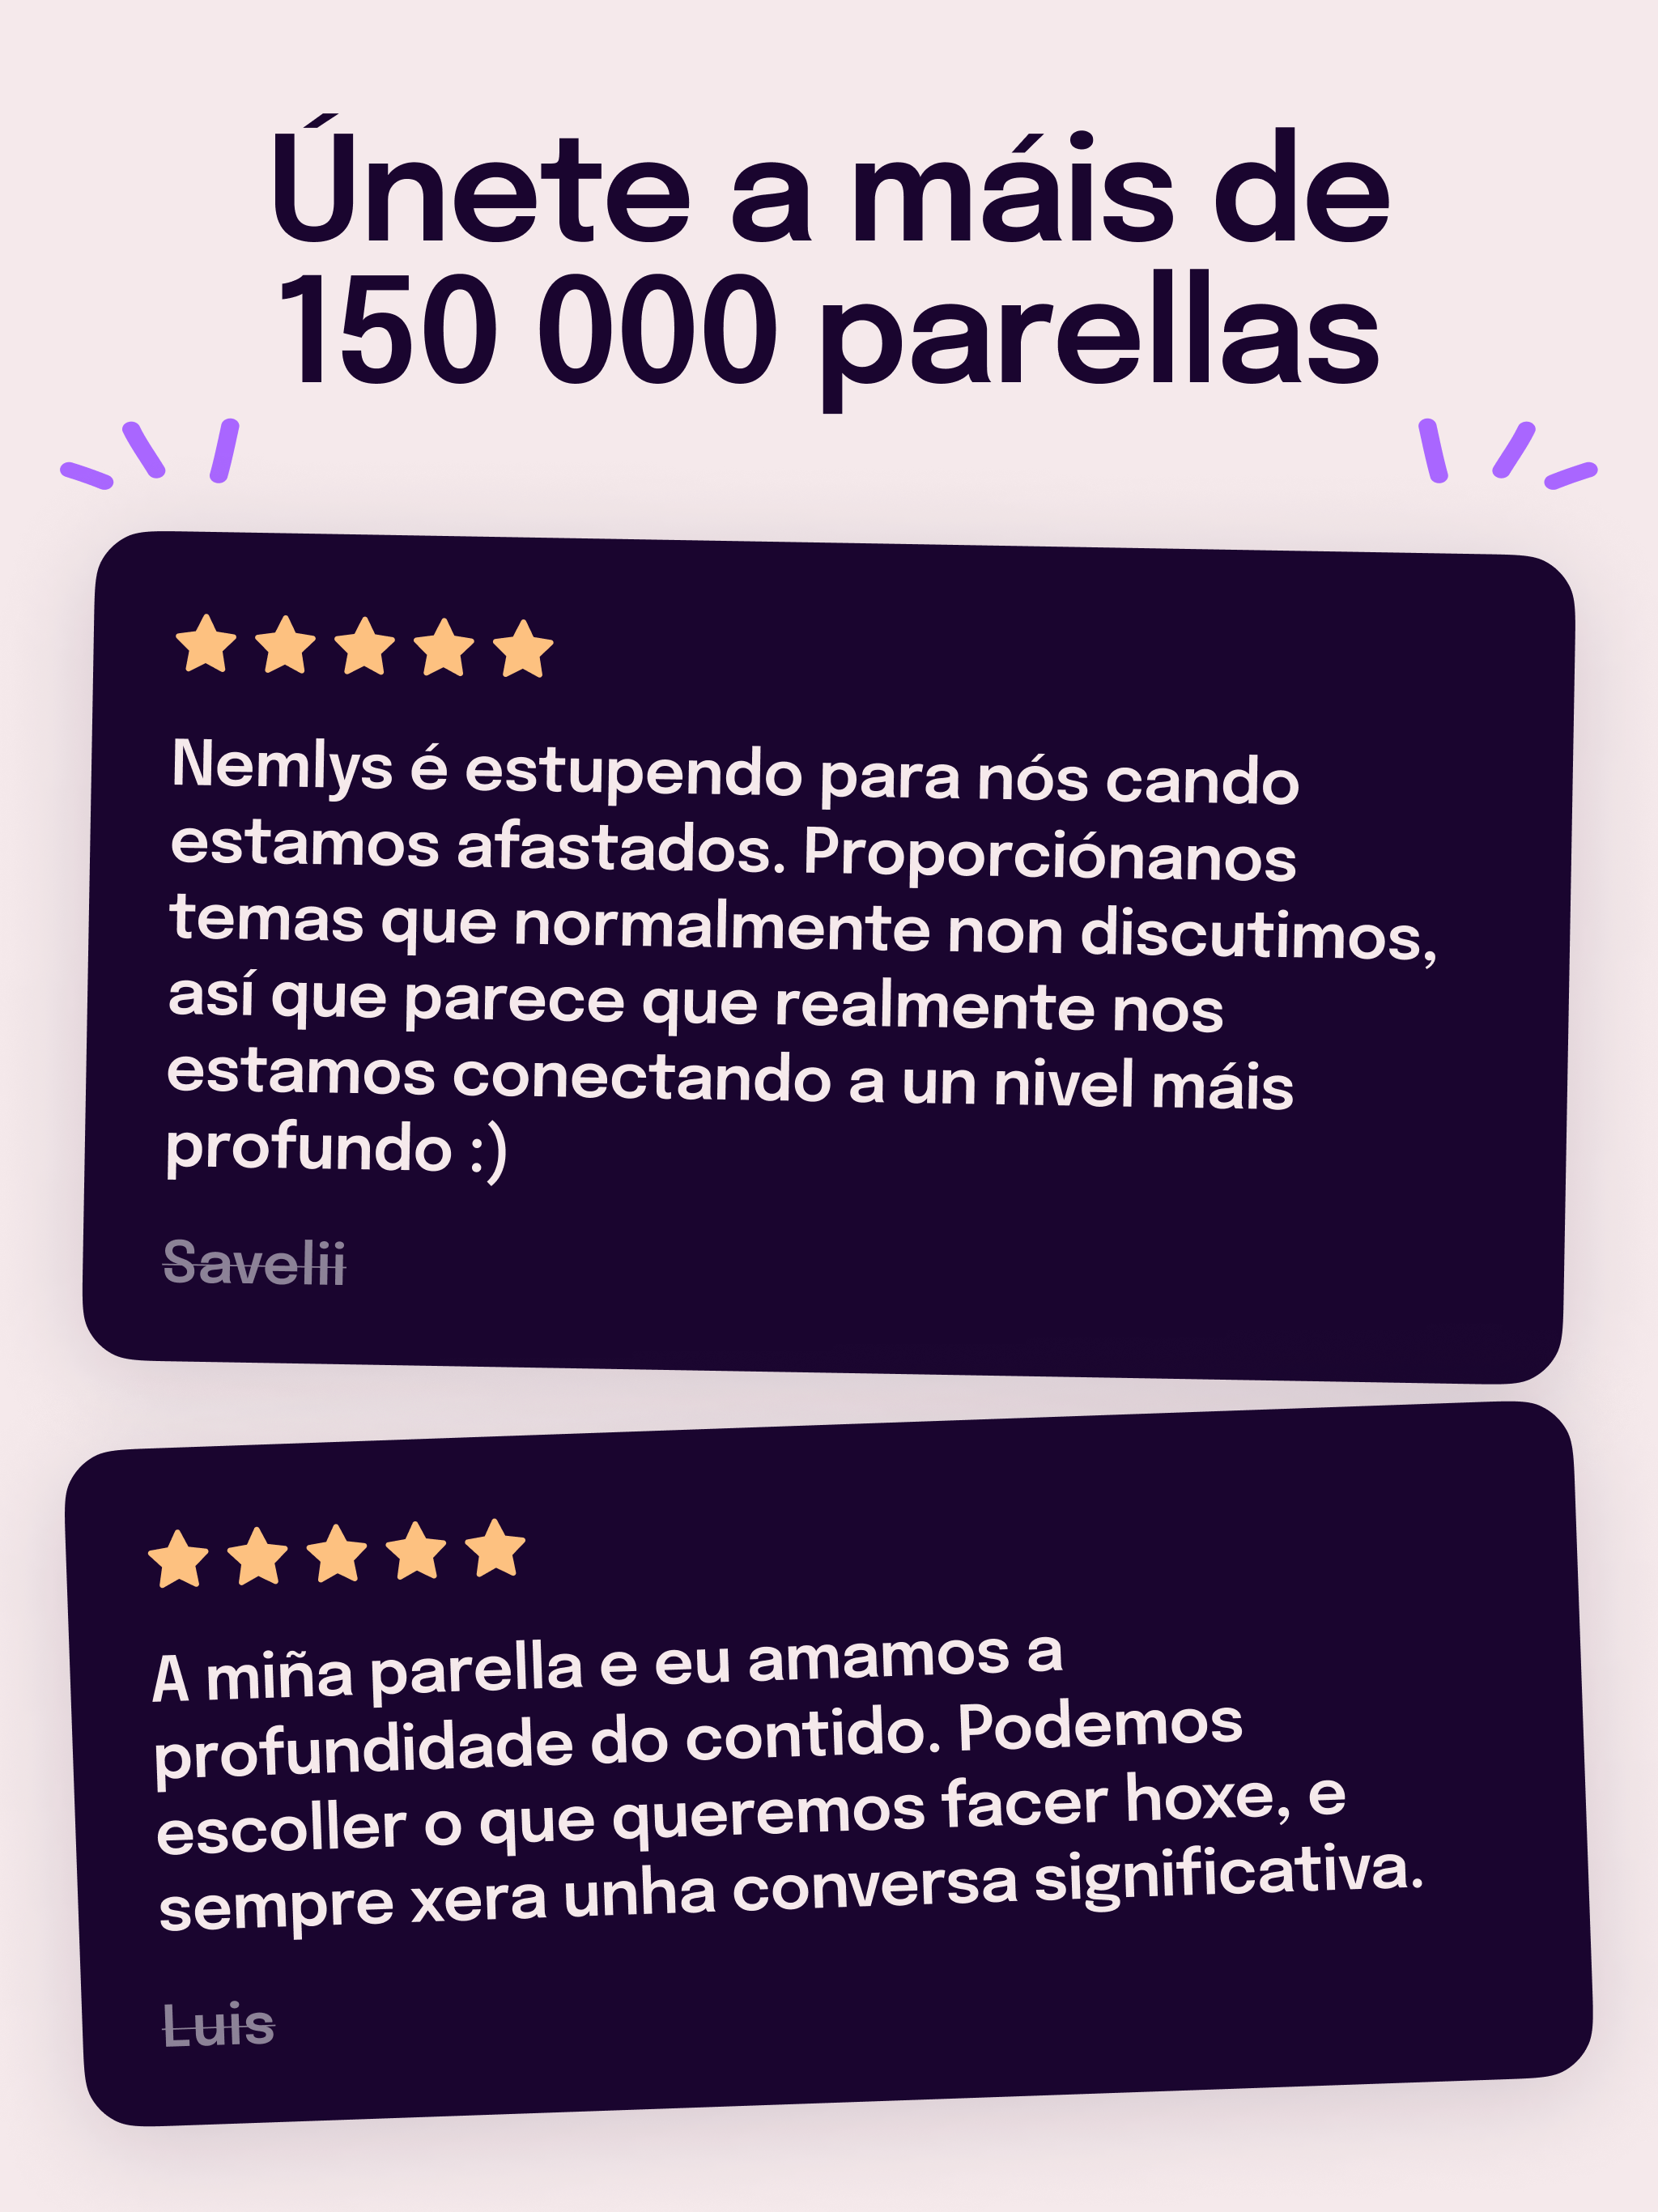 Únete a máis de
150 000 parellas
Nemlys é estupendo para nós cando
estamos afastados. Proporciónanos
temas que normalmente non discutimos,
así que parece que realmente nos
estamos conectando a un nivel máis
profundo :)
Savelii
A miña parella e eu amamos a
profundidade do contido. Podemos
escoller o que queremos facer hoxe, e
sempre xera unha conversa significativa.
Luis